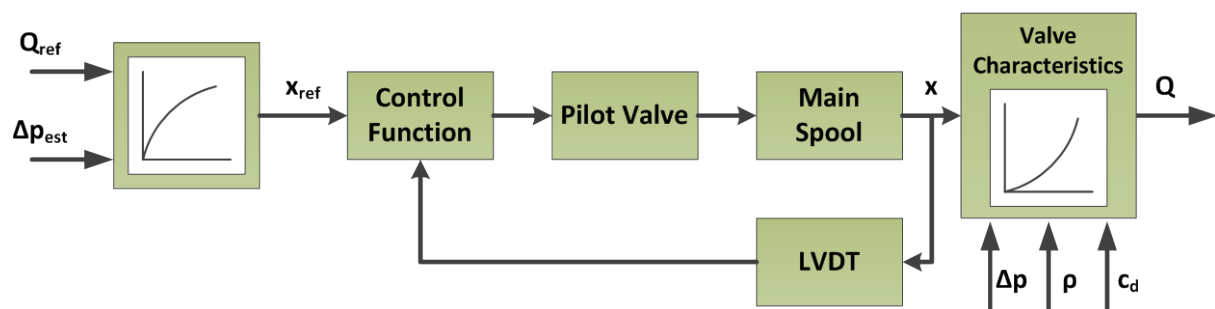 Q_ref
Δp_est
x_ref
Control
Function
Pilot Valve
Main
Spool
x
Valve
Characteristics
Q
LVDT
Δp
ρ
c_d